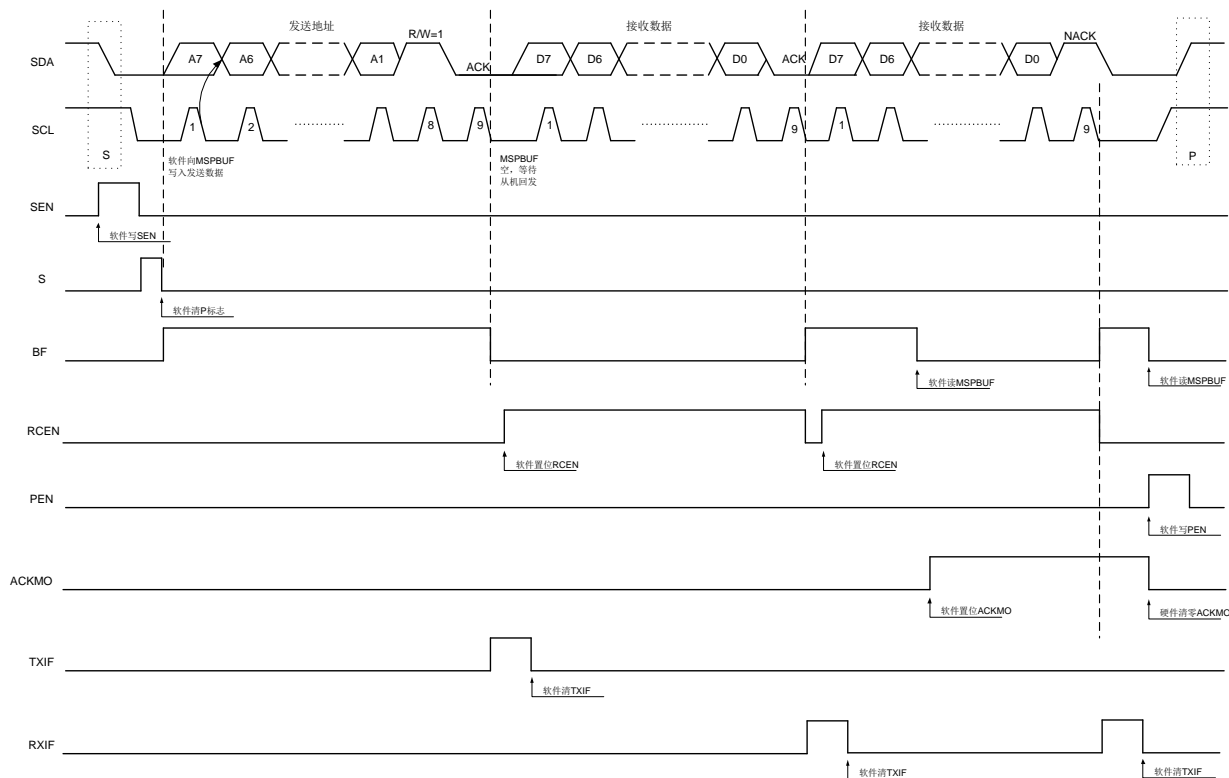 发送地址
接收数据
接收数据
R/W=1
NACK
SDA
A7
A6
A1
ACK
D7
D6
D0
ACK
D7
D6
D0
SCL
1
2
8
9
1
9
1
9
S
P
软件向MSPBUF
写入发送数据
MSPBUF
空，等待
从机回发
SEN
软件写SEN
S
软件清P标志
BF
软件读MSPBUF
软件读MSPBUF
RCEN
软件置位RCEN
软件置位RCEN
PEN
软件写PEN
ACKMO
软件置位ACKMO
硬件清零ACKMO
TXIF
软件清TXIF
RXIF
软件清TXIF
软件清TXIF